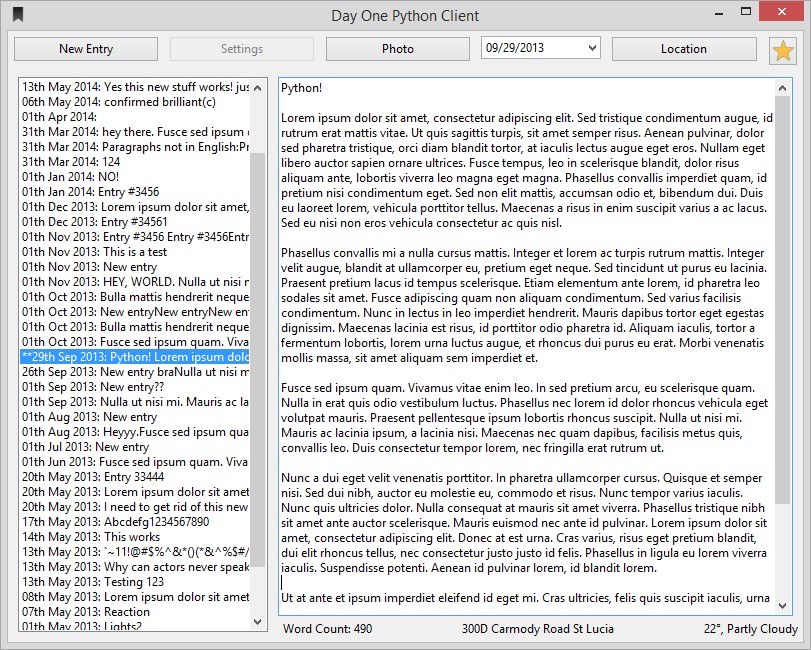 Day One Python Client
New Entry
Settings
Photo
09/29/2013
Location
13th May 2014: Yes this new stuff works! jus
06th May 2014: confirmed brilliant(c)
01th Apr 2014:
31th Mar 2014: hey there. Fusce sed ipsum
31th Mar 2014: Paragraphs not in English:Pr
31th Mar 2014: 124
01th Jan 2014: NO!
01th Jan 2014: Entry #3456
01th Dec 2013: Lorem ipsum dolor sit amet,
01th Dec 2013: Entry #34561
01th Nov 2013: Entry #3456 Entry #3456Entr
01th Nov 2013: This is a test
01th Nov 2013: New entry
01th Nov 2013: HEY, WORLD. Nulla ut nisi r
01th Oct 2013: Bulla mattis hendrerit neque
01th Oct 2013: New entryNew entryNew en
01th Oct 2013: Bulla mattis hendrerit neque
01th Oct 2013: Fusce sed ipsum quam. Viva
**29th Sep 2013: Python! Lorem ipsum dolo
26th Sep 2013: New entry braNulla ut nisi m
01th Sep 2013: New entry??
01th Sep 2013: Nulla ut nisi mi. Mauris ac la
01th Aug 2013: New entry
01th Aug 2013: Heyyy.Fusce sed ipsum qua
01th Jul 2013: New entry
01th Jun 2013: Fusce sed ipsum quam. Viva
20th May 2013: Entry 33444
20th May 2013: Lorem ipsum dolor sit amet
20th May 2013: I need to get rid of this new
17th May 2013: Abcdefg1234567890
14th May 2013: This works
13th May 2013: `~11!@#$%^&*()(*&^%$#/
13th May 2013: Why can actors never speak
13th May 2013: Testing 123
08th May 2013: Lorem ipsum dolor sit amet
07th May 2013: Reaction
01th May 2013: Lights2
Python!
Lorem ipsum dolor sit amet, consectetur adipiscing elit. Sed tristique condimentum augue, id
rutrum erat mattis vitae. Ut quis sagittis turpis, sit amet semper risus. Aenean pulvinar, dolor
sed pharetra tristique, orci diam blandit tortor, at iaculis lectus augue eget eros. Nullam eget
libero auctor sapien ornare ultrices. Fusce tempus, leo in scelerisque blandit, dolor risus
aliquam ante, lobortis viverra leo magna eget magna. Phasellus convallis imperdiet quam, id
pretium nisi condimentum eget. Sed non elit mattis, accumsan odio et, bibendum dui. Duis
eu laoreet lorem, vehicula porttitor tellus. Maecenas a risus in enim suscipit varius a ac lacus.
Sed eu nisi non eros vehicula consectetur ac quis nisl.
Phasellus convallis mi a nulla cursus mattis. Integer et lorem ac turpis rutrum mattis. Integer
velit augue, blandit at ullamcorper eu, pretium eget neque. Sed tincidunt ut purus eu lacinia.
Praesent pretium lacus id tempus scelerisque. Etiam elementum ante lorem, id pharetra leo
sodales sit amet. Fusce adipiscing quam non aliquam condimentum. Sed varius facilisis
condimentum. Nunc in lectus in leo imperdiet hendrerit. Mauris dapibus tortor eget egestas
dignissim. Maecenas lacinia est risus, id porttitor odio pharetra id. Aliquam iaculis, tortor a
fermentum lobortis, lorem urna luctus augue, et rhoncus dui purus eu erat. Morbi venenatis
mollis massa, sit amet aliquam sem imperdiet et.
Fusce sed ipsum quam. Vivamus vitae enim leo. In sed pretium arcu, eu scelerisque quam.
Nulla in erat quis odio vestibulum luctus. Phasellus nec lorem id dolor rhoncus vehicula eget
volutpat mauris. Praesent pellentesque ipsum lobortis rhoncus suscipit. Nulla ut nisi mi.
Mauris ac lacinia ipsum, a lacinia nisi. Maecenas nec quam dapibus, facilisis metus quis,
convallis leo. Duis consectetur tempor lorem, nec fringilla erat rutrum ut.
Nunc a dui eget velit venenatis porttitor. In pharetra ullamcorper cursus. Quisque et semper
nisi. Sed dui nibh, auctor eu molestie eu, commodo et risus. Nunc tempor varius iaculis.
Nunc quis ultricies dolor. Nulla consequat at mauris sit amet viverra. Phasellus tristique nibh
sit amet ante auctor scelerisque. Mauris euismod nec ante id pulvinar. Lorem ipsum dolor sit
amet, consectetur adipiscing elit. Donec at est urna. Cras varius, risus eget pretium blandit,
dui elit rhoncus tellus, nec consectetur justo justo id felis. Phasellus in ligula eu lorem viverra
iaculis. Suspendisse potenti. Aenean id pulvinar lorem, id blandit lorem.
Ut at ante et ipsum imperdiet eleifend id eget mi. Cras ultricies, felis quis suscipit iaculis, urna
Word Count: 490
300D Carmody Road St Lucia
22°, Partly Cloudy